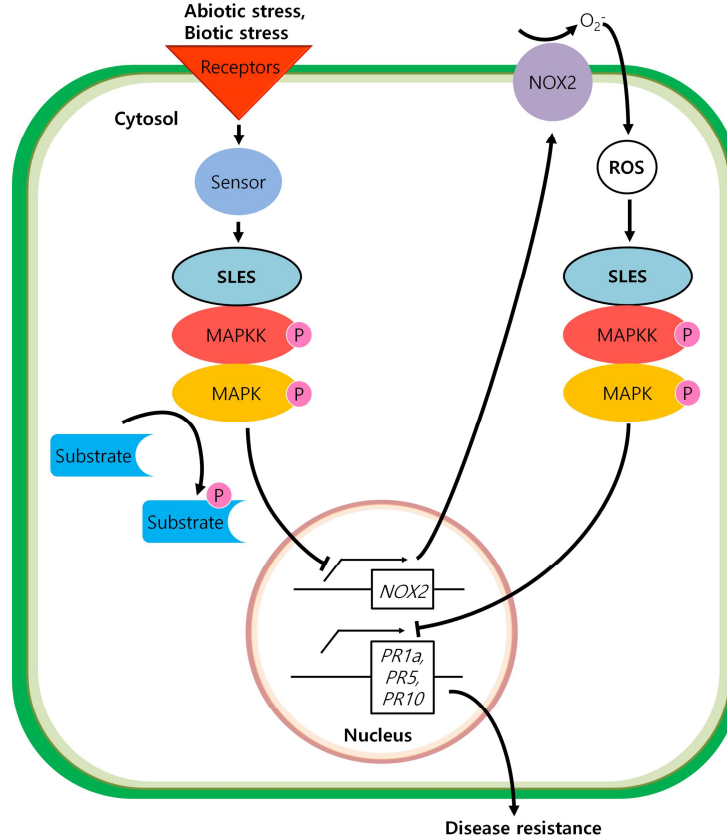 Abiotic stress,
Biotic stress
Receptors
Cytosol
Sensor
SLES
MAPKK
P
MAPK
P
Substrate
P
Substrate
NOX2
O₂⁻
ROS
SLES
MAPKK
P
MAPK
P
NOX2
PR1a,
PR5,
PR10
Nucleus
Disease resistance